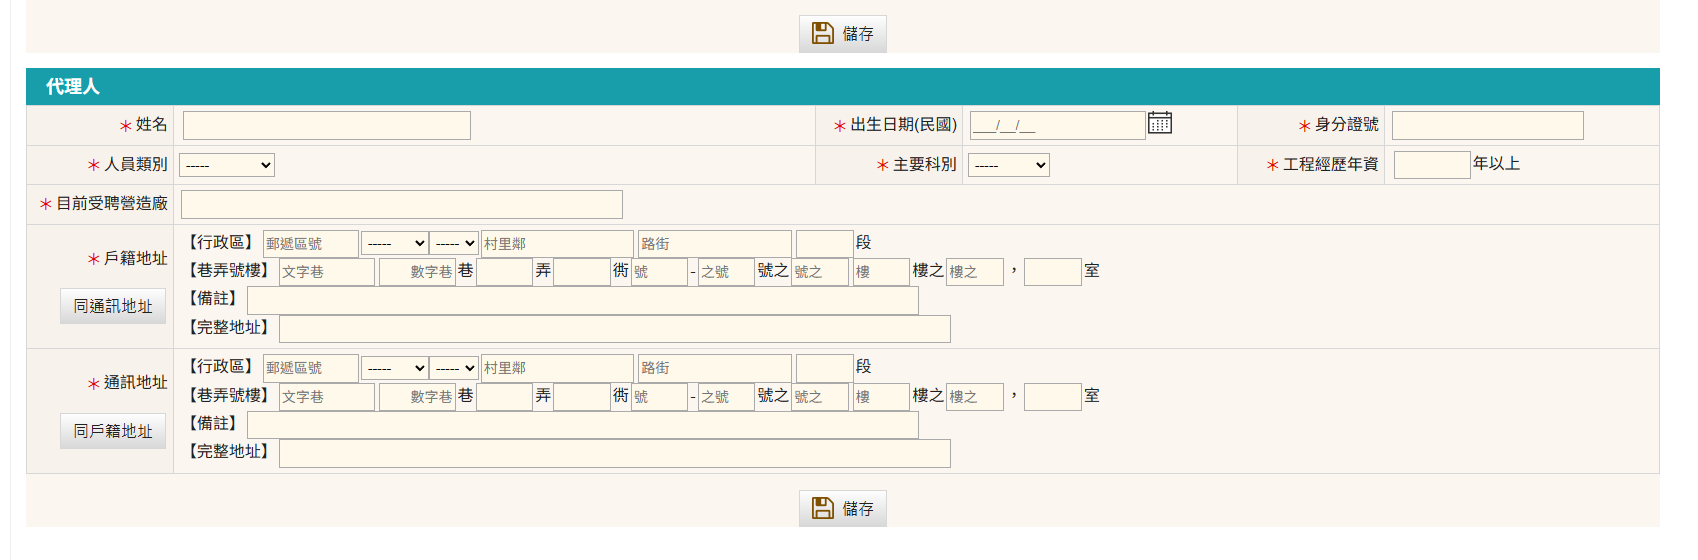 儲存
代理人
＊姓名 ＊出生日期(民國) ___/__/__ ＊身分證號
＊人員類別 ----- ＊主要科別 ----- ＊工程經歷年資 年以上
＊目前受聘營造廠
＊戶籍地址
同通訊地址
【行政區】 郵遞區號 ----- ----- 村里鄰 路街 段
【巷弄號樓】 文字巷 數字巷 巷 弄 衖 號 - 之號 號之 號之 樓 樓之 樓之 ， 室
【備註】
【完整地址】
＊通訊地址
同戶籍地址
【行政區】 郵遞區號 ----- ----- 村里鄰 路街 段
【巷弄號樓】 文字巷 數字巷 巷 弄 衖 號 - 之號 號之 號之 樓 樓之 樓之 ， 室
【備註】
【完整地址】
儲存